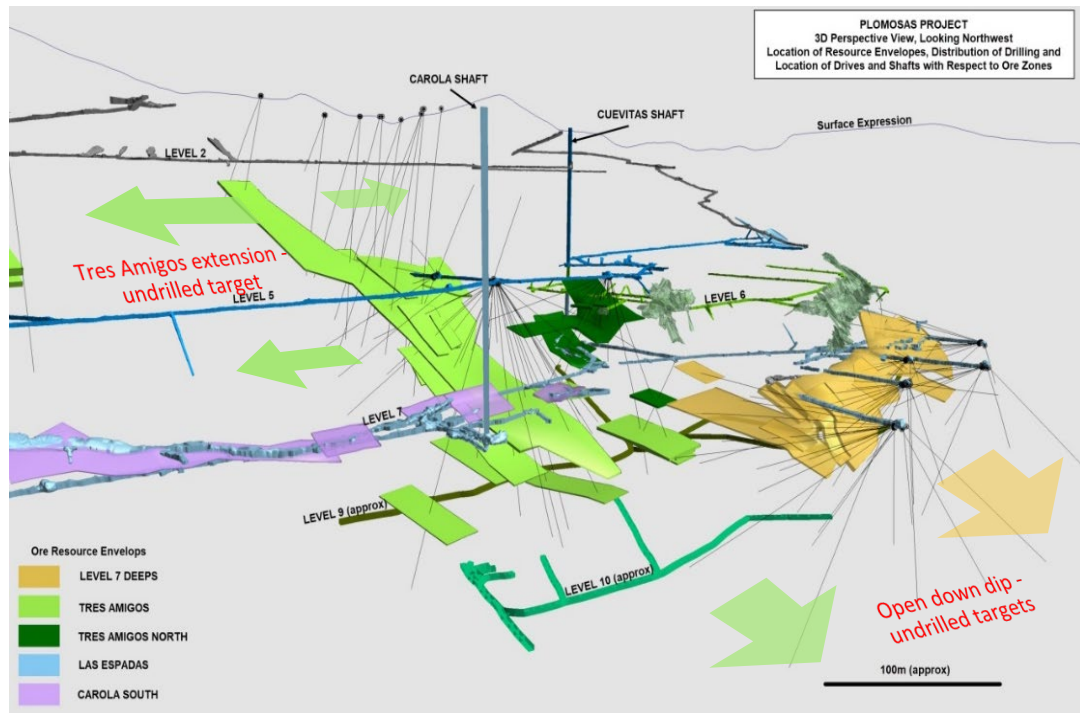 PLOMOSAS PROJECT
3D Perspective View, Looking Northwest
Location of Resource Envelopes, Distribution of Drilling and
Location of Drives and Shafts with Respect to Ore Zones
CAROLA SHAFT
CUEVITAS SHAFT
Surface Expression
LEVEL 2
Tres Amigos extension -
undrilled target
LEVEL 5
LEVEL 6
LEVEL 7
LEVEL 9 (approx)
LEVEL 10 (approx)
Open down dip -
undrilled targets
100m (approx)
Ore Resource Envelops
LEVEL 7 DEEPS
TRES AMIGOS
TRES AMIGOS NORTH
LAS ESPADAS
CAROLA SOUTH